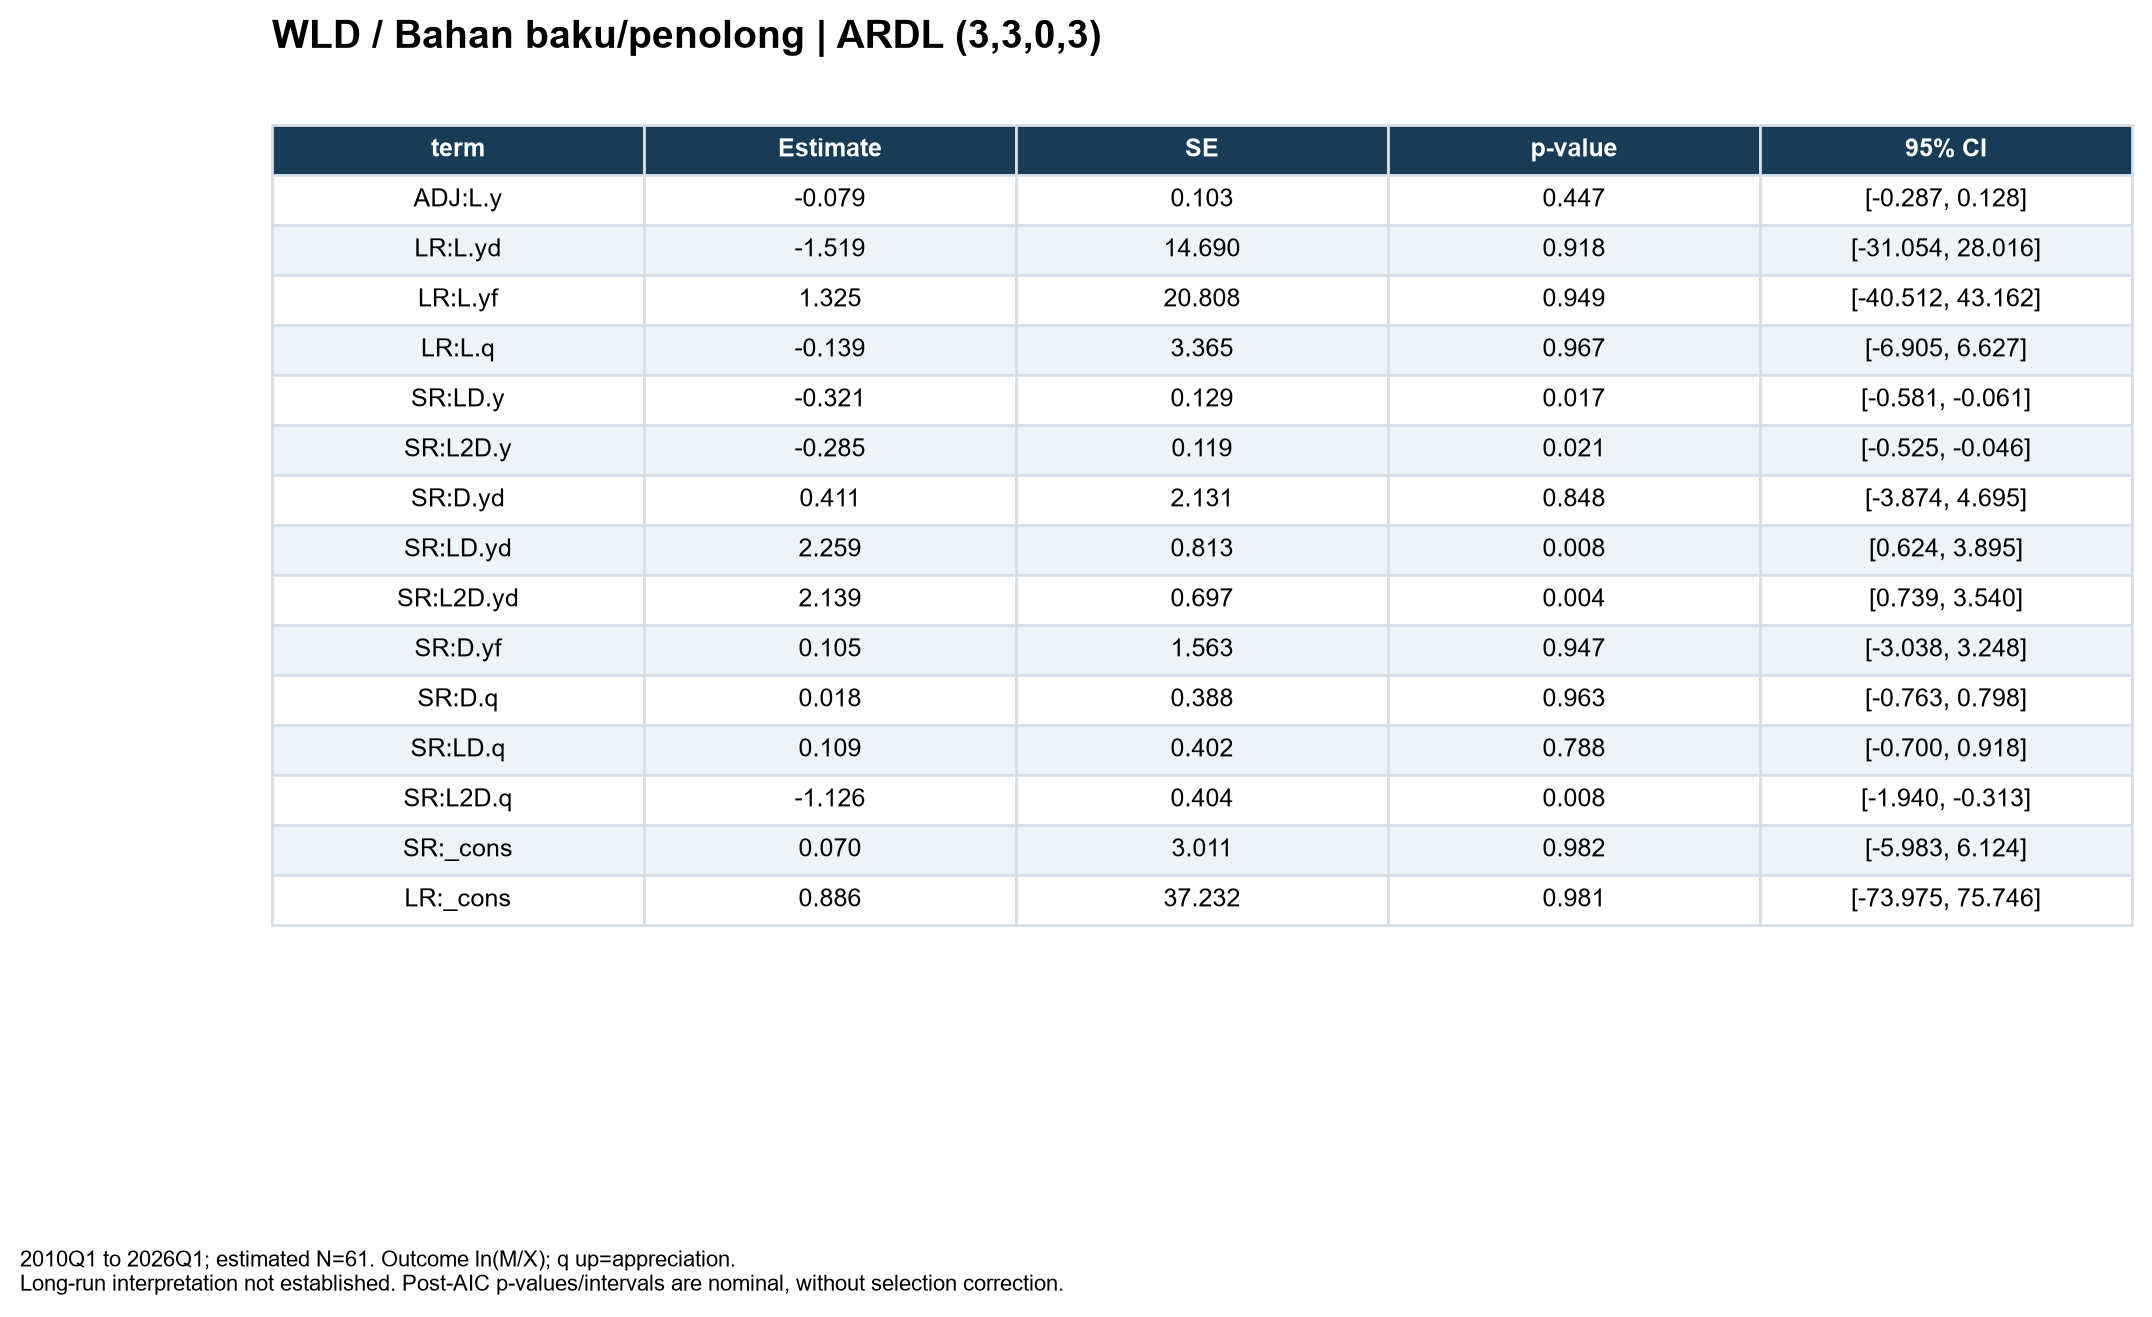 WLD / Bahan baku/penolong | ARDL (3,3,0,3)
term Estimate SE p-value 95% CI
ADJ:L.y -0.079 0.103 0.447 [-0.287, 0.128]
LR:L.yd -1.519 14.690 0.918 [-31.054, 28.016]
LR:L.yf 1.325 20.808 0.949 [-40.512, 43.162]
LR:L.q -0.139 3.365 0.967 [-6.905, 6.627]
SR:LD.y -0.321 0.129 0.017 [-0.581, -0.061]
SR:L2D.y -0.285 0.119 0.021 [-0.525, -0.046]
SR:D.yd 0.411 2.131 0.848 [-3.874, 4.695]
SR:LD.yd 2.259 0.813 0.008 [0.624, 3.895]
SR:L2D.yd 2.139 0.697 0.004 [0.739, 3.540]
SR:D.yf 0.105 1.563 0.947 [-3.038, 3.248]
SR:D.q 0.018 0.388 0.963 [-0.763, 0.798]
SR:LD.q 0.109 0.402 0.788 [-0.700, 0.918]
SR:L2D.q -1.126 0.404 0.008 [-1.940, -0.313]
SR:_cons 0.070 3.011 0.982 [-5.983, 6.124]
LR:_cons 0.886 37.232 0.981 [-73.975, 75.746]
2010Q1 to 2026Q1; estimated N=61. Outcome ln(M/X); q up=appreciation.
Long-run interpretation not established. Post-AIC p-values/intervals are nominal, without selection correction.